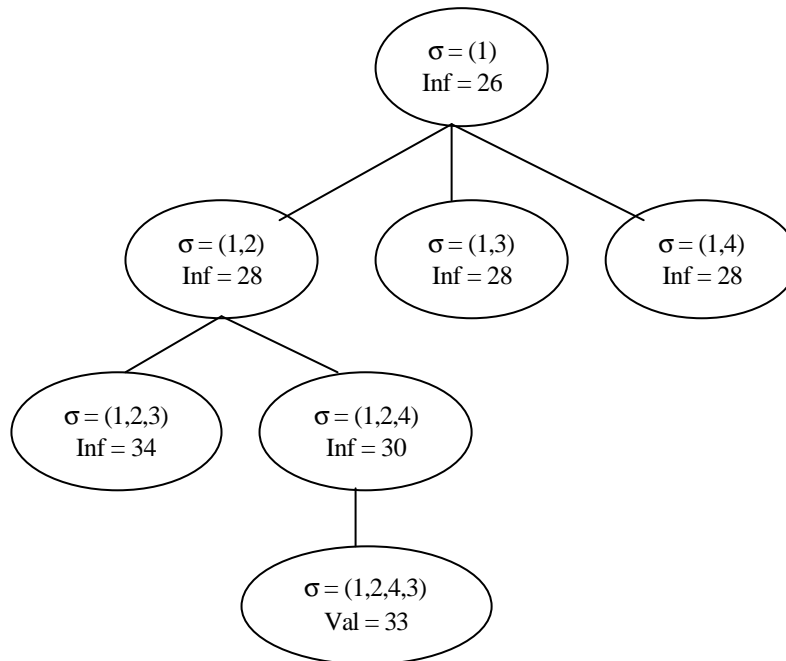 σ = (1)
Inf = 26
σ = (1,2)
Inf = 28
σ = (1,3)
Inf = 28
σ = (1,4)
Inf = 28
σ = (1,2,3)
Inf = 34
σ = (1,2,4)
Inf = 30
σ = (1,2,4,3)
Val = 33